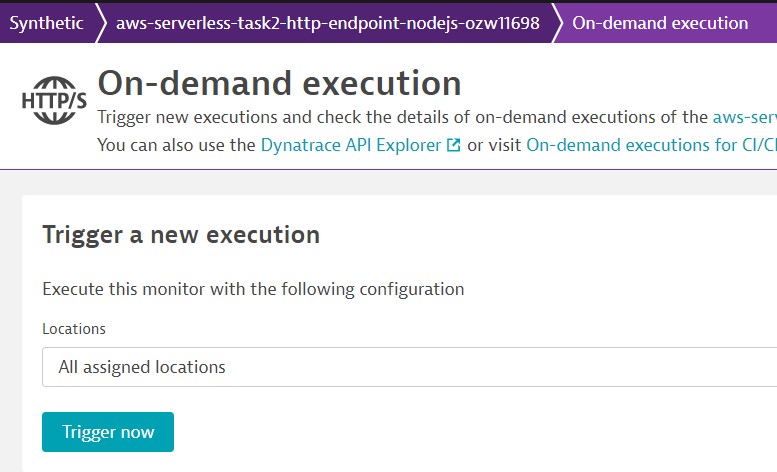 Synthetic
aws-serverless-task2-http-endpoint-nodejs-ozw11698
On-demand execution
HTTP/S
On-demand execution
Trigger new executions and check the details of on-demand executions of the aws-serv
You can also use the Dynatrace API Explorer or visit On-demand executions for CI/CI
Trigger a new execution
Execute this monitor with the following configuration
Locations
All assigned locations
Trigger now